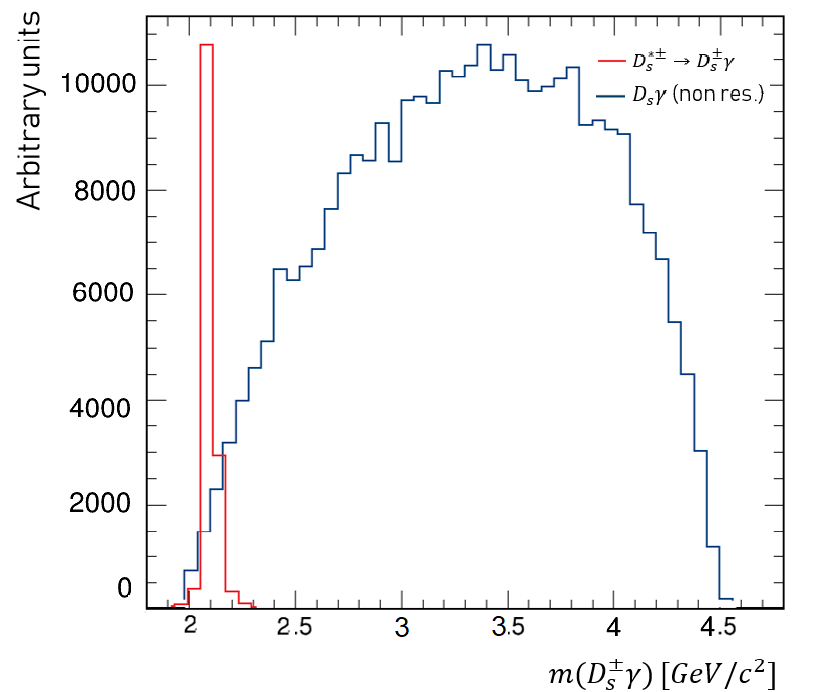 Arbitrary units
10000
8000
6000
4000
2000
0
D_s^{*±} → D_s^± γ
D_s γ (non res.)
2 2.5 3 3.5 4 4.5
m(D_s^± γ) [GeV/c²]